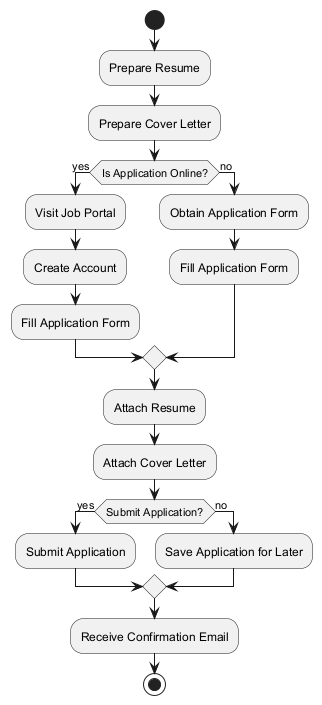 Prepare Resume
Prepare Cover Letter
yes
Is Application Online?
no
Visit Job Portal
Obtain Application Form
Create Account
Fill Application Form
Fill Application Form
Attach Resume
Attach Cover Letter
yes
Submit Application?
no
Submit Application
Save Application for Later
Receive Confirmation Email